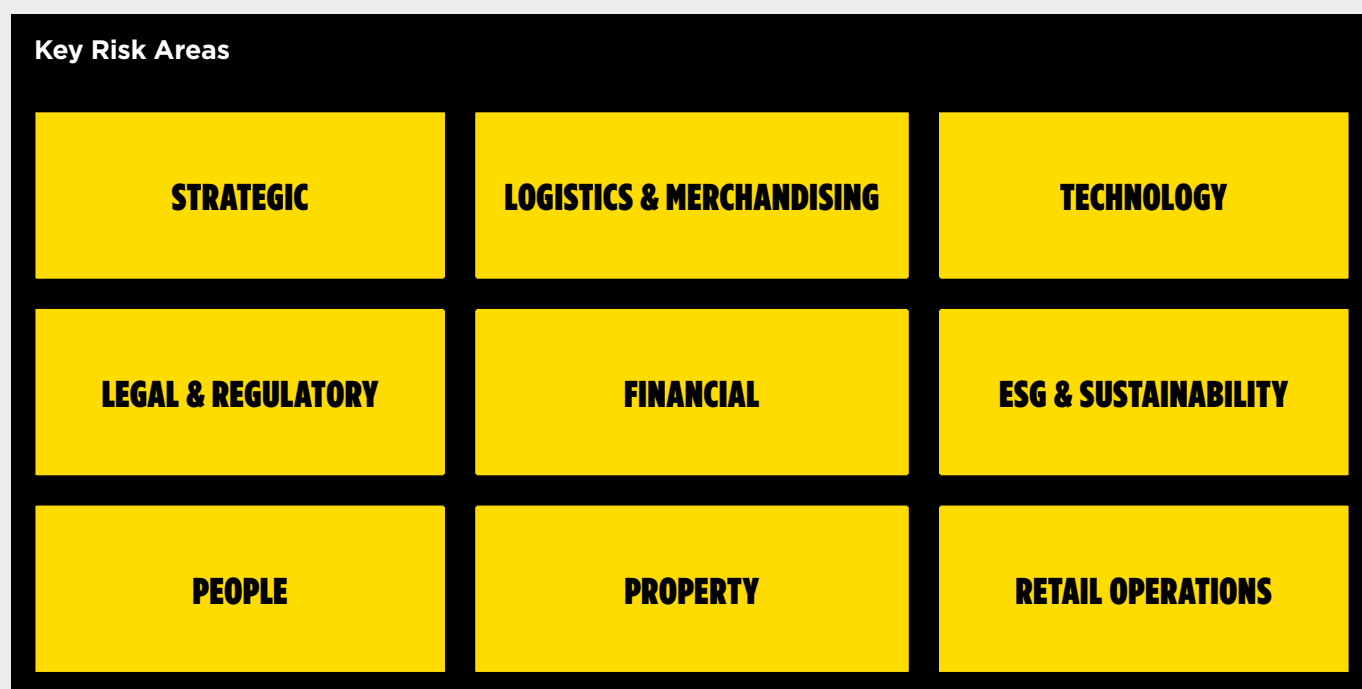 Key Risk Areas
STRATEGIC
LOGISTICS & MERCHANDISING
TECHNOLOGY
LEGAL & REGULATORY
FINANCIAL
ESG & SUSTAINABILITY
PEOPLE
PROPERTY
RETAIL OPERATIONS